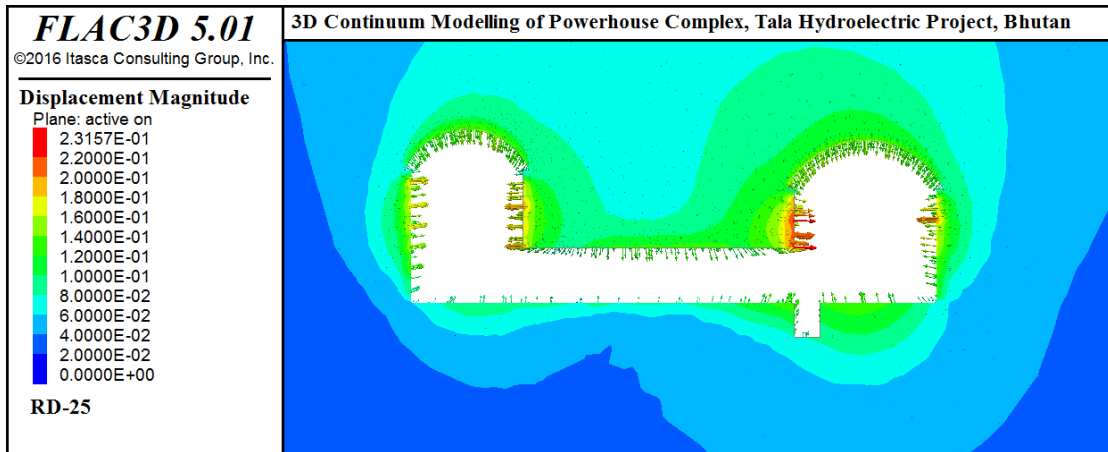 FLAC3D 5.01
©2016 Itasca Consulting Group, Inc.
Displacement Magnitude
Plane: active on
2.3157E-01
2.2000E-01
2.0000E-01
1.8000E-01
1.6000E-01
1.4000E-01
1.2000E-01
1.0000E-01
8.0000E-02
6.0000E-02
4.0000E-02
2.0000E-02
0.0000E+00
RD-25
3D Continuum Modelling of Powerhouse Complex, Tala Hydroelectric Project, Bhutan